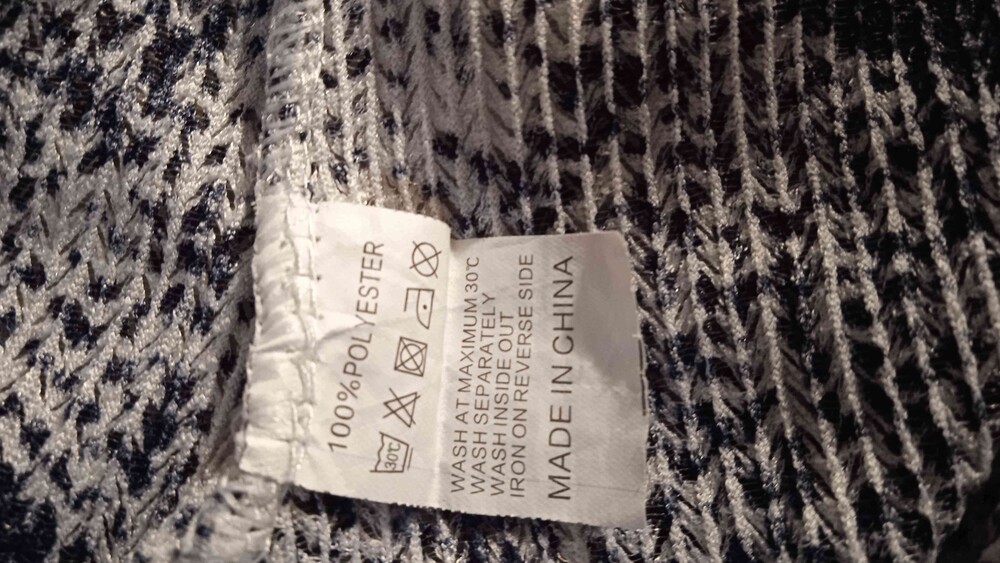 100%POLYESTER
30℃
WASH AT MAXIMUM 30℃
WASH SEPARATELY
WASH INSIDE OUT
IRON ON REVERSE SIDE
MADE IN CHINA